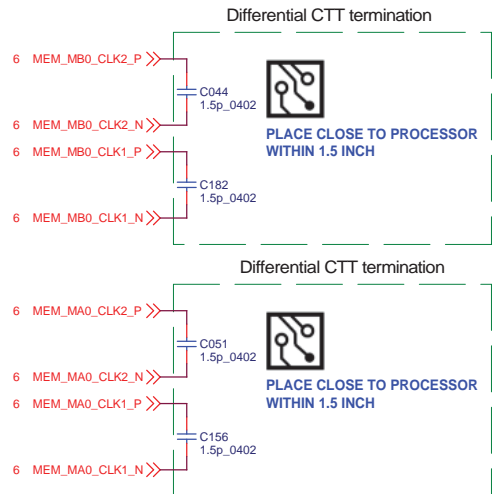 Differential CTT termination
6 MEM_MB0_CLK2_P
C044
1.5p_0402
6 MEM_MB0_CLK2_N
PLACE CLOSE TO PROCESSOR
WITHIN 1.5 INCH
6 MEM_MB0_CLK1_P
C182
1.5p_0402
6 MEM_MB0_CLK1_N
Differential CTT termination
6 MEM_MA0_CLK2_P
C051
1.5p_0402
6 MEM_MA0_CLK2_N
PLACE CLOSE TO PROCESSOR
WITHIN 1.5 INCH
6 MEM_MA0_CLK1_P
C156
1.5p_0402
6 MEM_MA0_CLK1_N